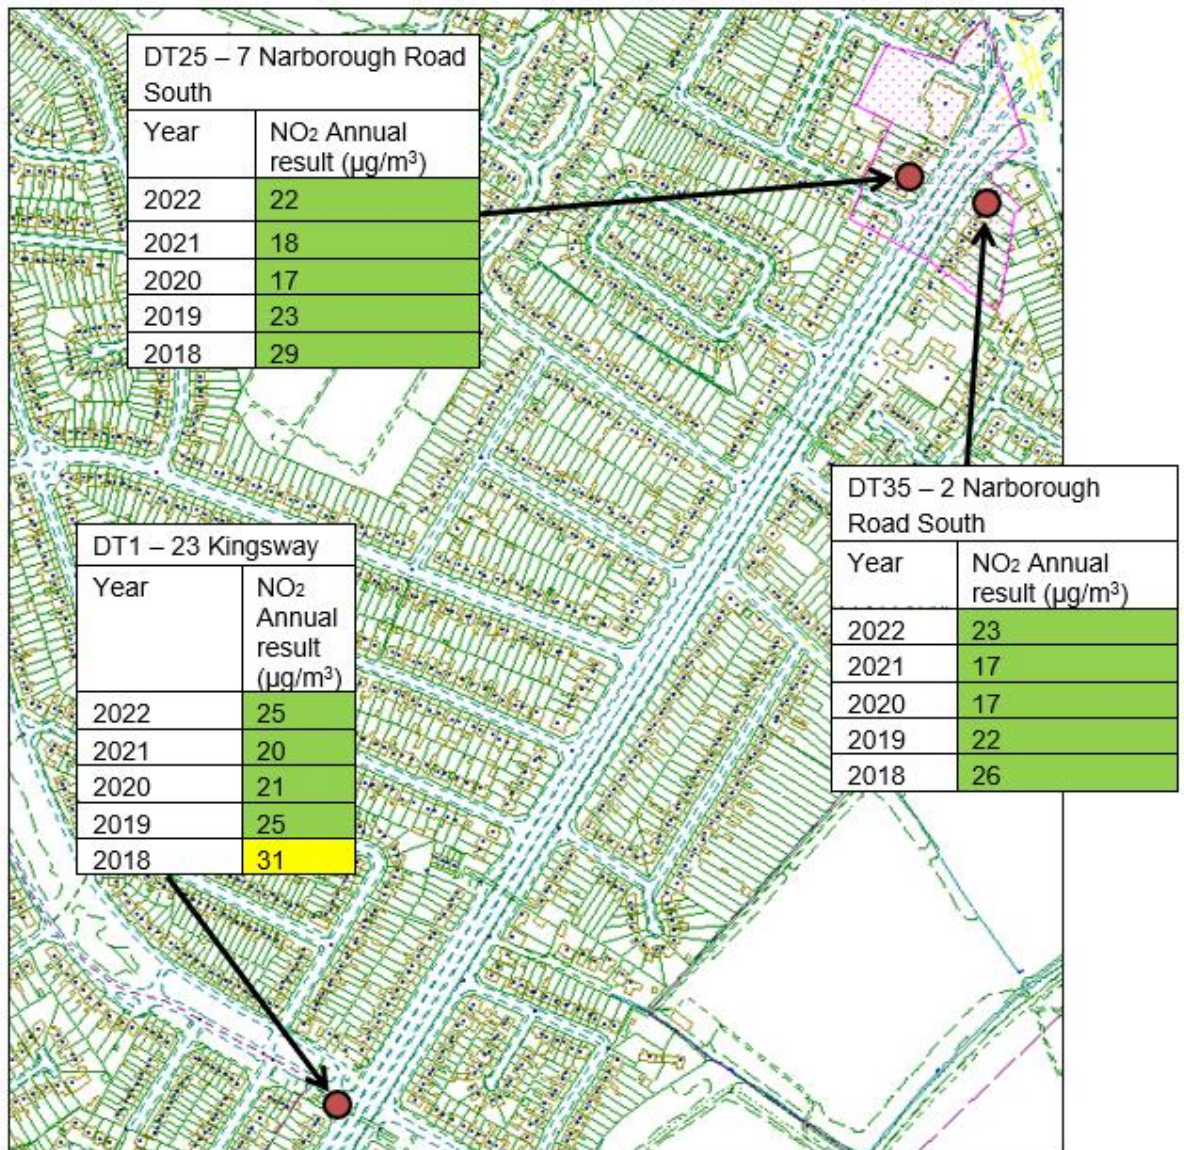 DT25 – 7 Narborough Road
South
Year NO2 Annual
result (µg/m³)
2022 22
2021 18
2020 17
2019 23
2018 29
DT35 – 2 Narborough
Road South
Year NO2 Annual
result (µg/m³)
2022 23
2021 17
2020 17
2019 22
2018 26
DT1 – 23 Kingsway
Year NO2
Annual
result
(µg/m³)
2022 25
2021 20
2020 21
2019 25
2018 31